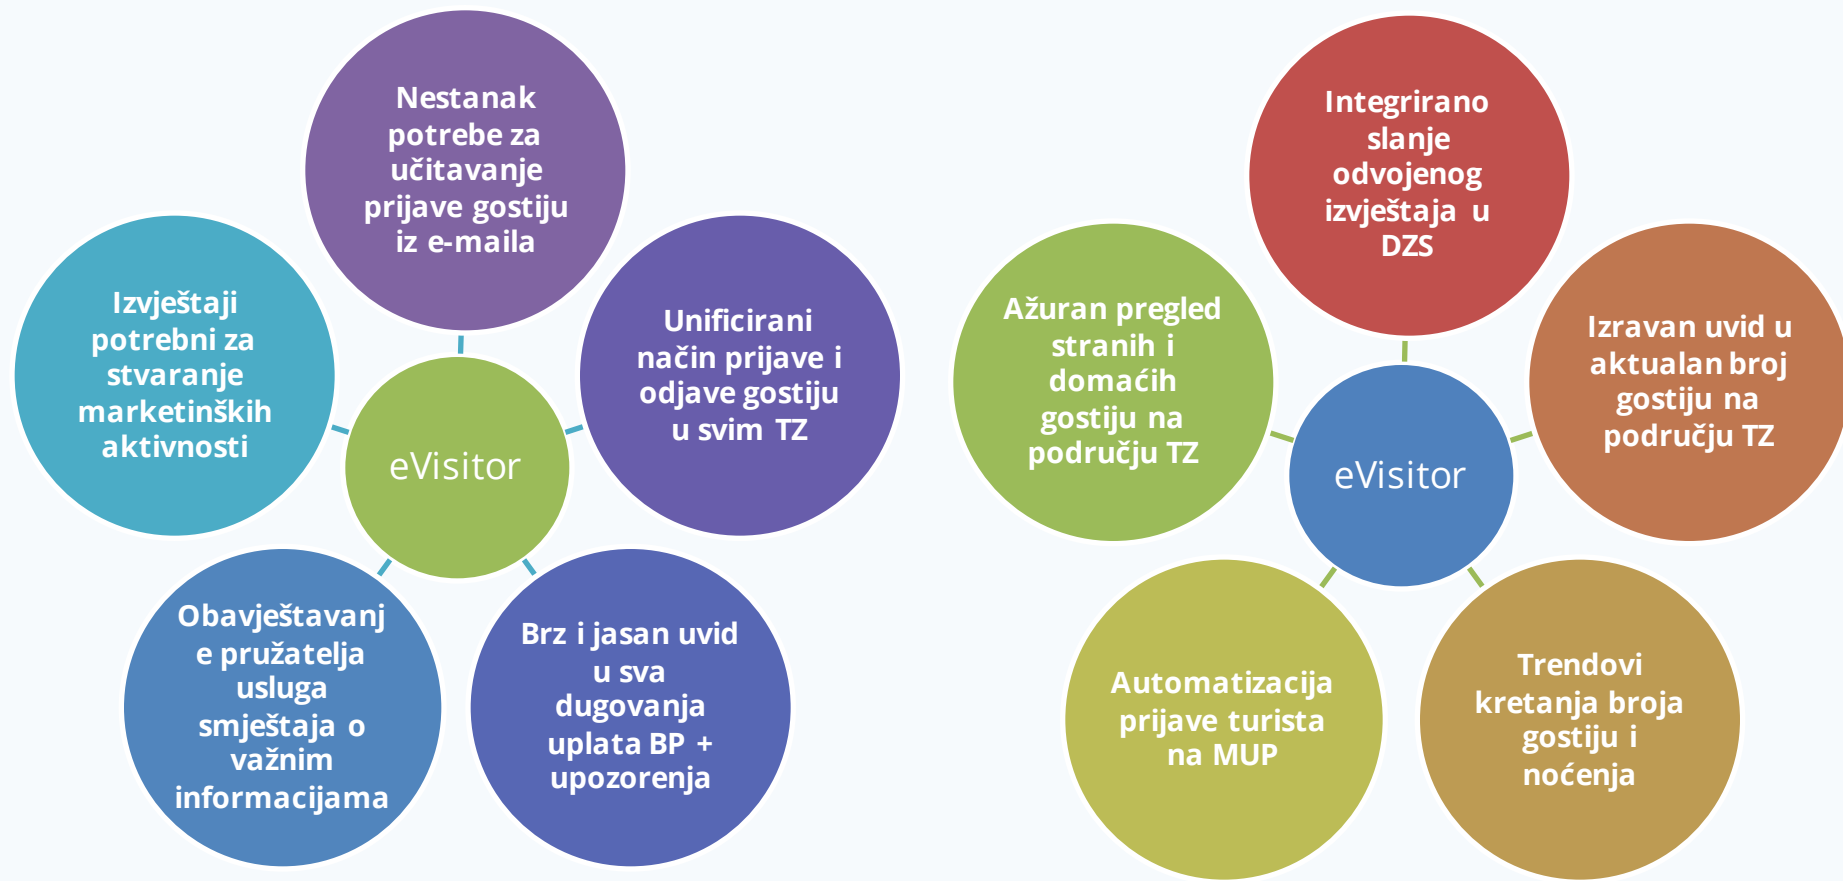 Nestanak
potrebe za
učitavanje
prijave gostiju
iz e-maila
Unificirani
način prijave i
odjave gostiju
u svim TZ
Brz i jasan uvid
u sva
dugovanja
uplata BP +
upozorenja
Obavještavanj
e pružatelja
usluga
smještaja o
važnim
informacijama
Izvještaji
potrebni za
stvaranje
marketinških
aktivnosti
eVisitor
Integrirano
slanje
odvojenog
izvještaja u
DZS
Izravan uvid u
aktualan broj
gostiju na
području TZ
Trendovi
kretanja broja
gostiju i
noćenja
Automatizacija
prijave turista
na MUP
Ažuran pregled
stranih i
domaćih
gostiju na
području TZ
eVisitor